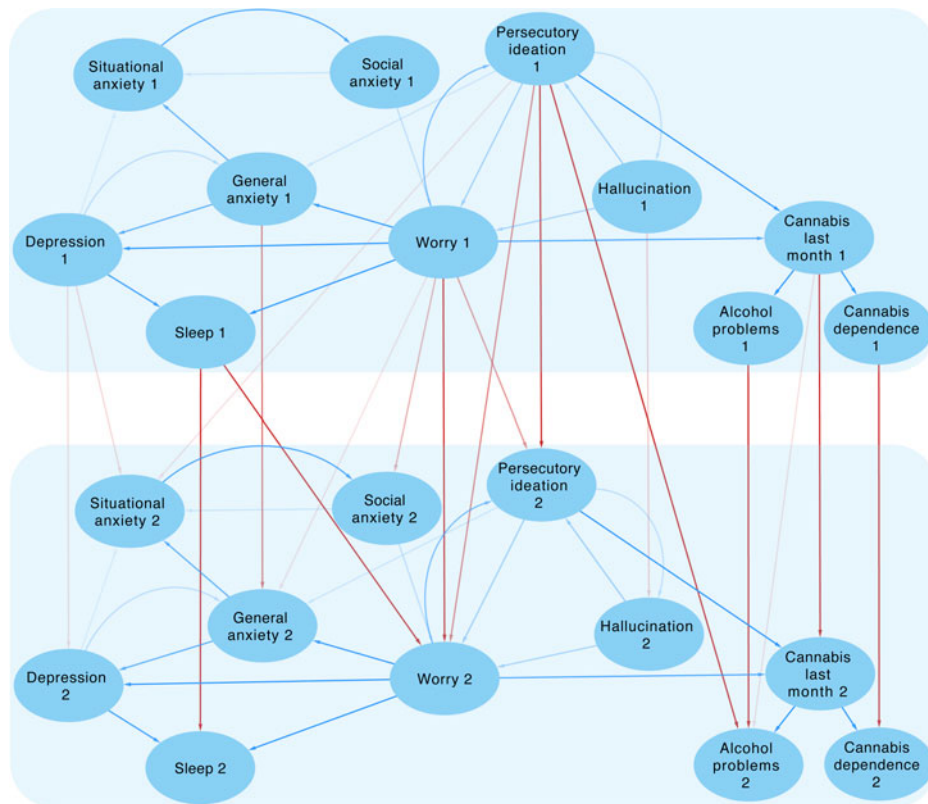 Persecutory
ideation
1
Situational
anxiety 1
Social
anxiety 1
General
anxiety 1
Hallucination
1
Depression
1
Worry 1
Cannabis
last
month 1
Sleep 1
Alcohol
problems
1
Cannabis
dependence
1
Persecutory
ideation
2
Situational
anxiety 2
Social
anxiety 2
General
anxiety 2
Hallucination
2
Depression
2
Worry 2
Cannabis
last
month 2
Sleep 2
Alcohol
problems
2
Cannabis
dependence
2